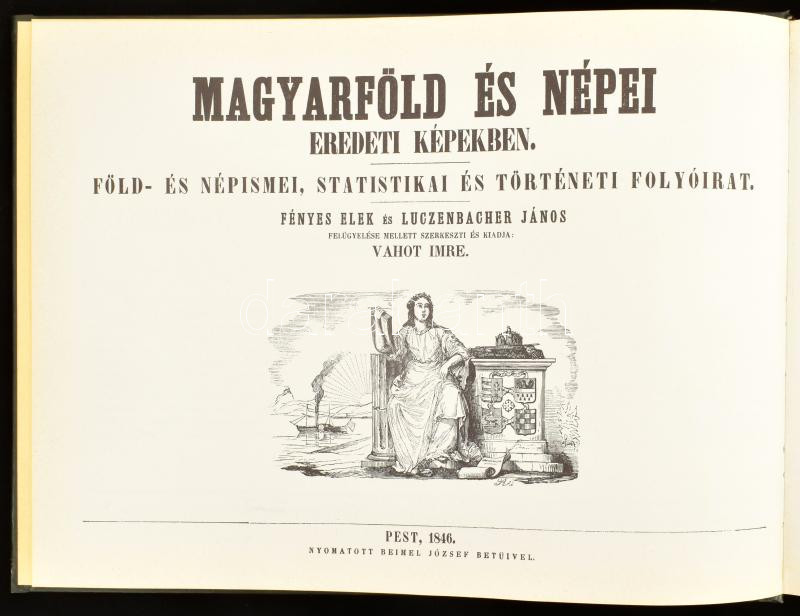 MAGYARFÖLD ÉS NÉPEI
EREDETI KÉPEKBEN.
FÖLD- ÉS NÉPISMEI, STATISTIKAI ÉS TÖRTÉNETI FOLYÓIRAT.
FÉNYES ELEK ÉS LUCZENBACHER JÁNOS
FELÜGYELÉSE MELLETT SZERKESZTI ÉS KIADJA:
VAHOT IMRE.
PEST, 1846.
NYOMATOTT BEIMEL JÓZSEF BETÜIVEL.